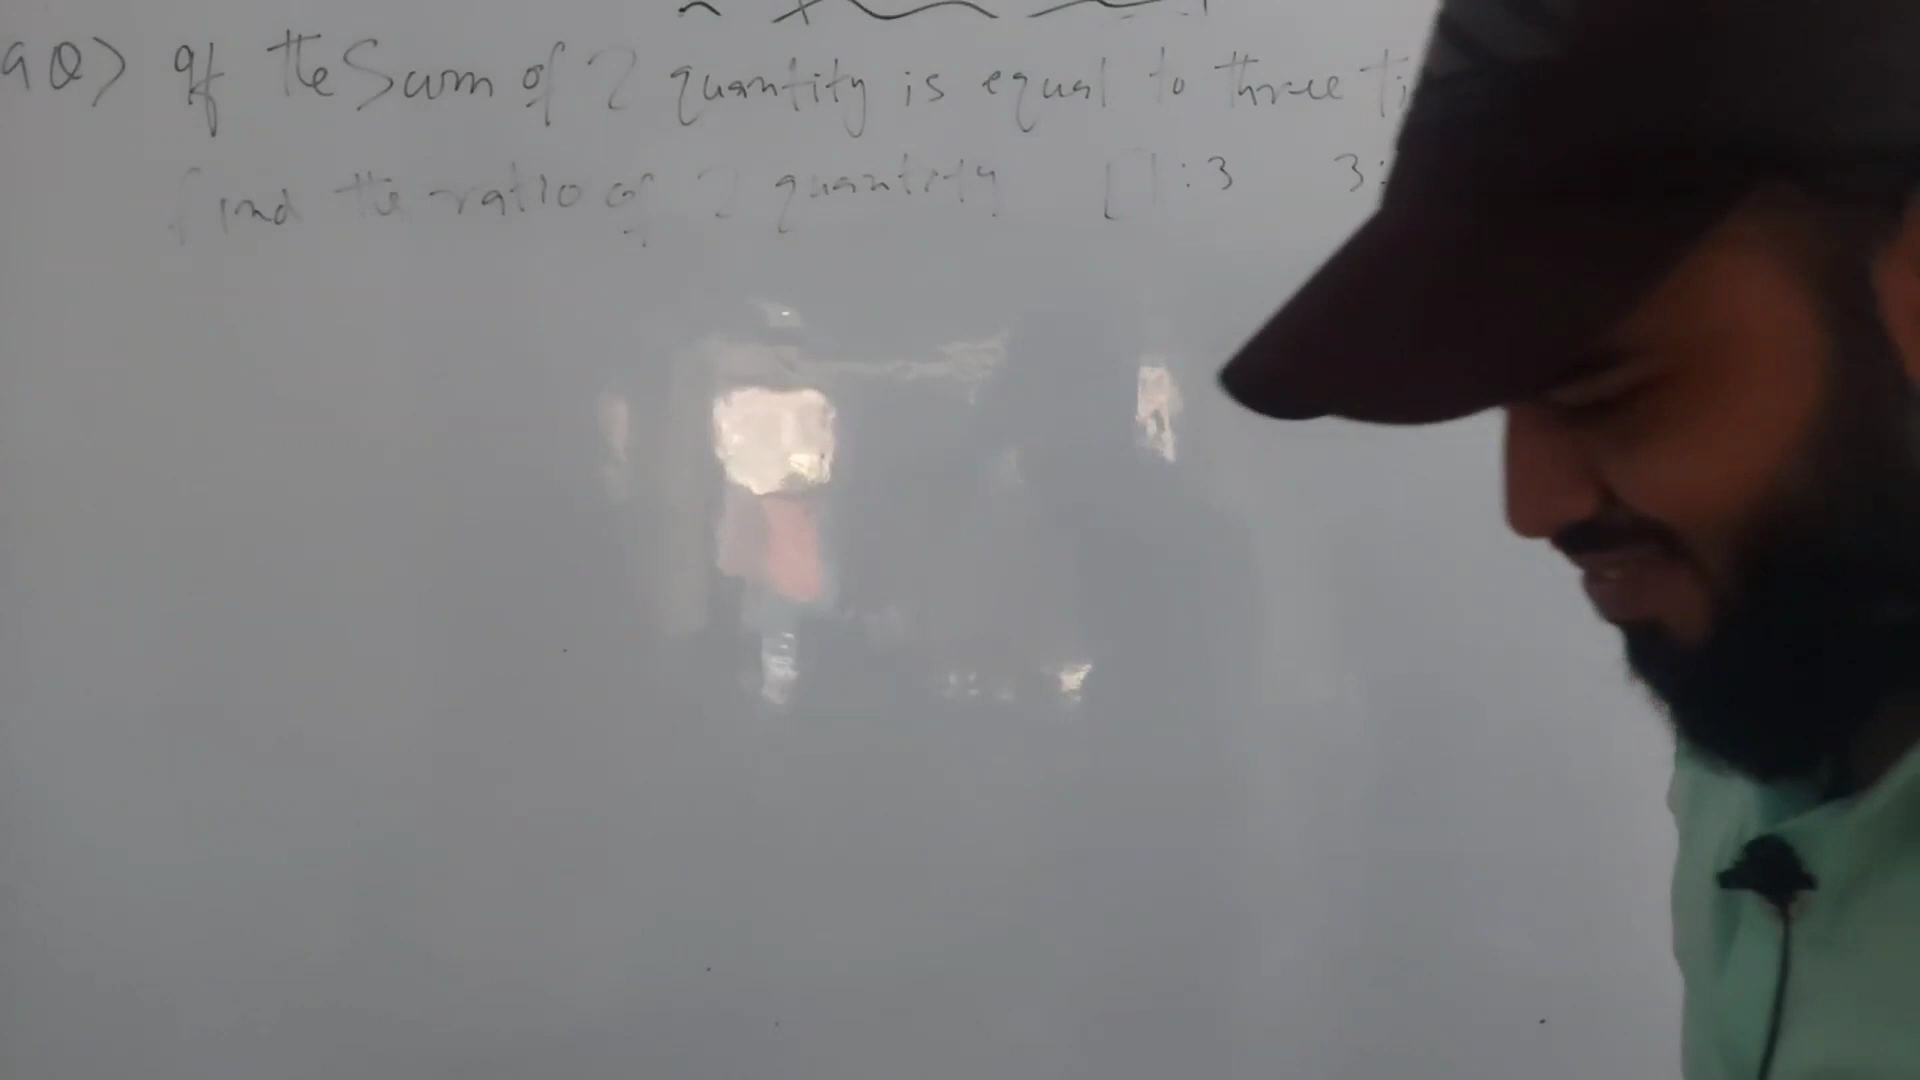 9Q) If the Sum of 2 quantity is equal to three ti
find the ratio of 2 quantity [1:3 3: